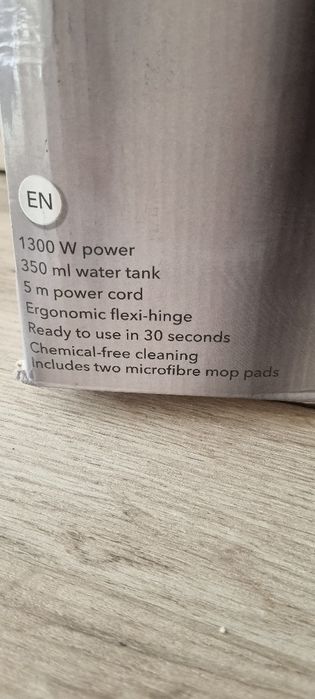 EN
1300 W power
350 ml water tank
5 m power cord
Ergonomic flexi-hinge
Ready to use in 30 seconds
Chemical-free cleaning
Includes two microfibre mop pads